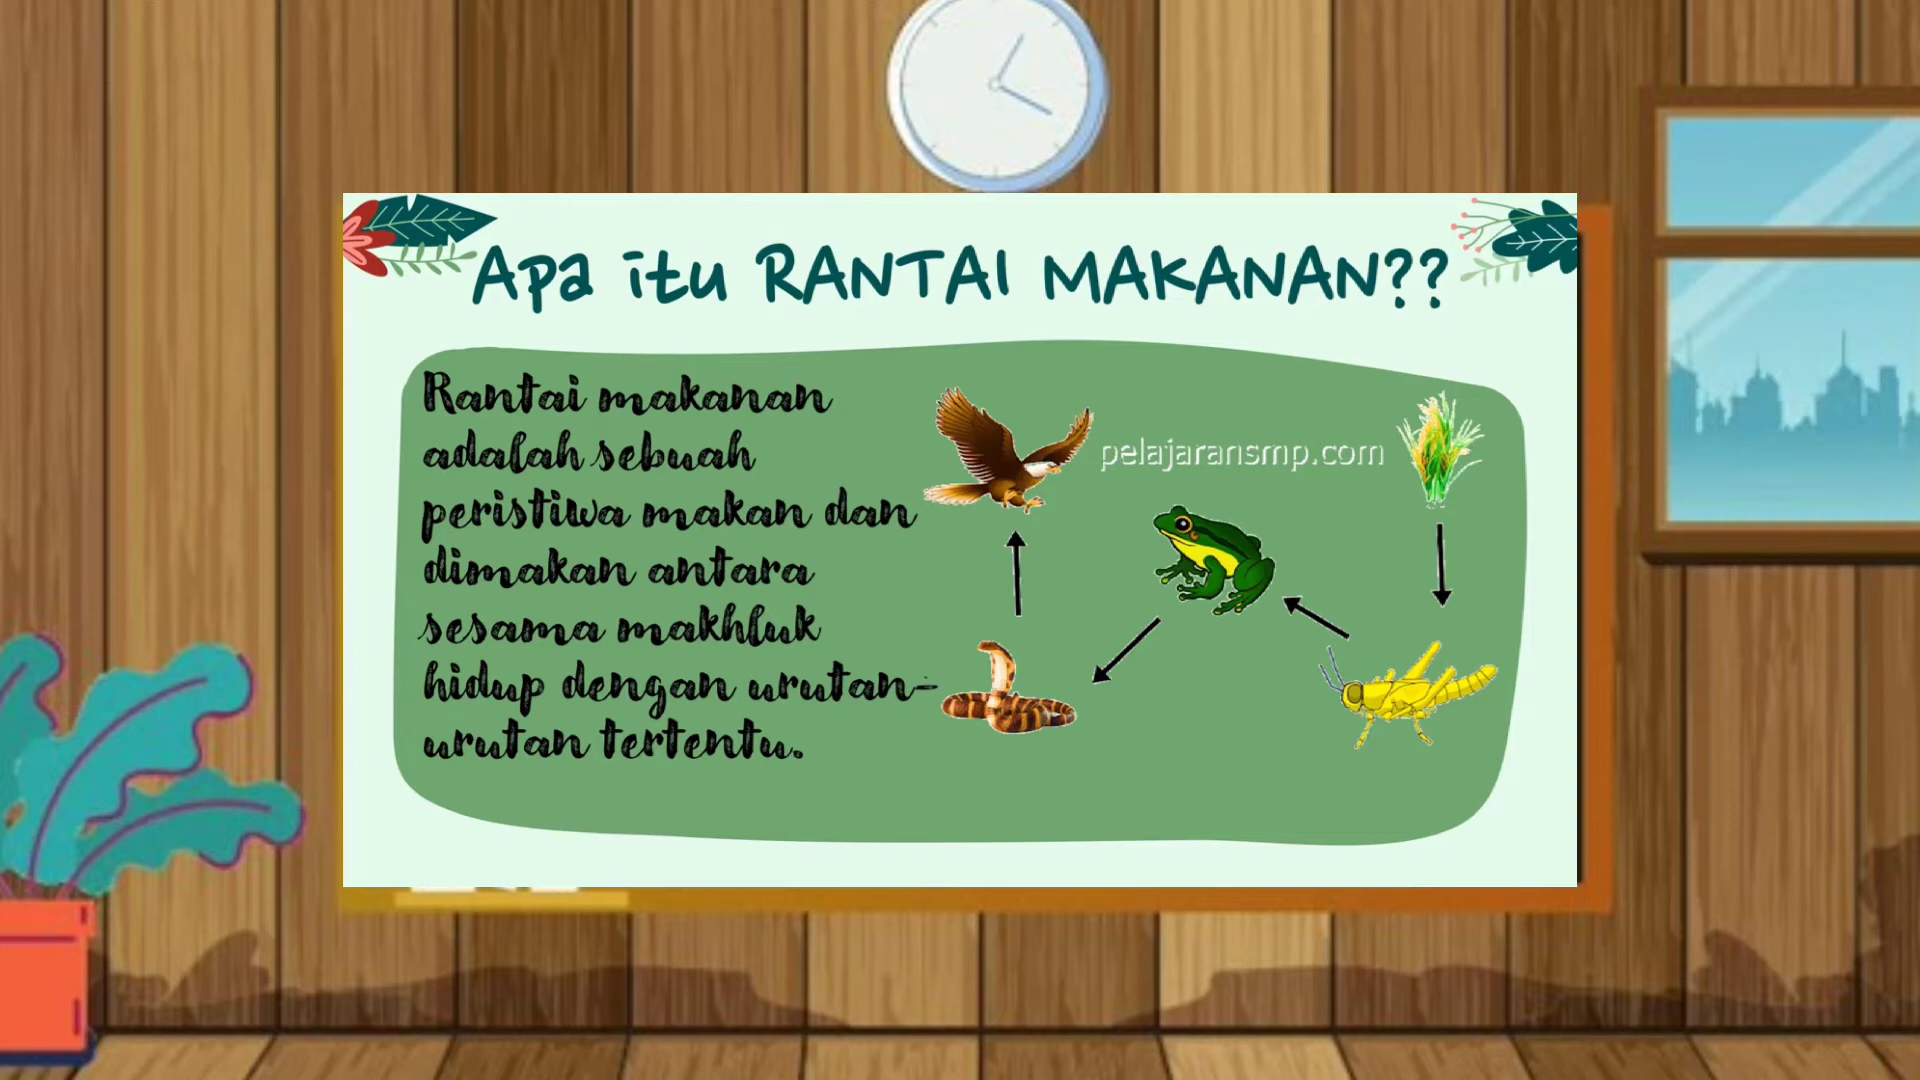 Apa itu RANTAI MAKANAN??
Rantai makanan
adalah sebuah
peristiwa makan dan
dimakan antara
sesama makhluk
hidup dengan urutan-
urutan tertentu.
pelajaransmp.com